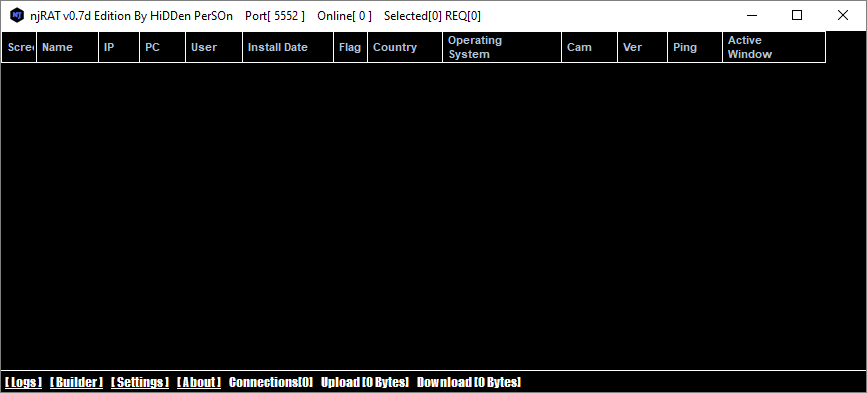 NJ njRAT v0.7d Edition By HiDDen PerSOn Port[ 5552 ] Online[ 0 ] Selected[0] REQ[0]
Scree Name IP PC User Install Date Flag Country Operating System Cam Ver Ping Active Window
[ Logs ] [ Builder ] [ Settings ] [ About ] Connections[0] Upload [0 Bytes] Download [0 Bytes]